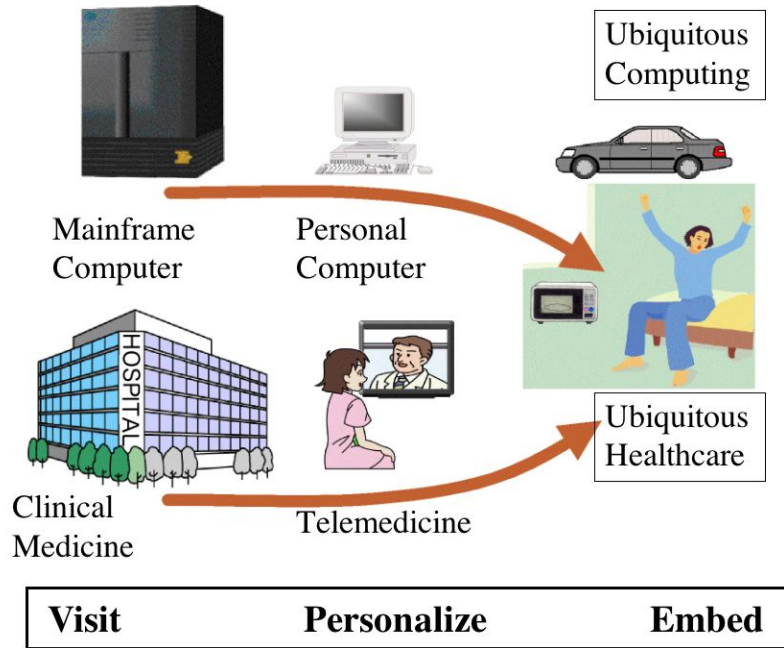 Ubiquitous
Computing
Mainframe
Computer
Personal
Computer
HOSPITAL
Ubiquitous
Healthcare
Clinical
Medicine
Telemedicine
Visit Personalize Embed